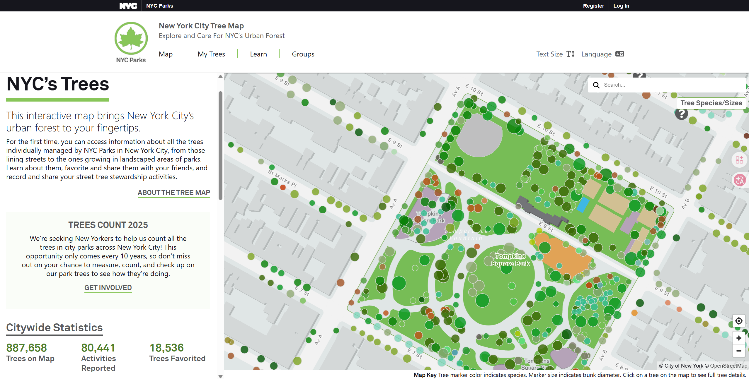 NYC NYC Parks
Register Log In
NYC Parks
New York City Tree Map
Explore and Care For NYC's Urban Forest
Map My Trees Learn Groups
Text Size Language
NYC's Trees
This interactive map brings New York City's
urban forest to your fingertips.
For the first time, you can access information about all the trees
individually managed by NYC Parks in New York City, from those
lining streets to the ones growing in landscaped areas of parks.
Learn about them, favorite and share them with your friends, and
record and share your street tree stewardship activities.
ABOUT THE TREE MAP
TREES COUNT 2025
We're seeking New Yorkers to help us count all the
trees in city parks across New York City! This
opportunity only comes every 10 years, so don't miss
out on your chance to measure, count, and check up on
our park trees to see how they're doing.
GET INVOLVED
Citywide Statistics
887,658
Trees on Map
80,441
Activities
Reported
18,536
Trees Favorited
Search...
Tree Species/Sizes
?
E 10 St
Tompkins
Square Park
+
−
© City of New York © OpenStreetMap
Map Key Tree marker color indicates species. Marker size indicates trunk diameter. Click on a tree on the map to see full tree details.